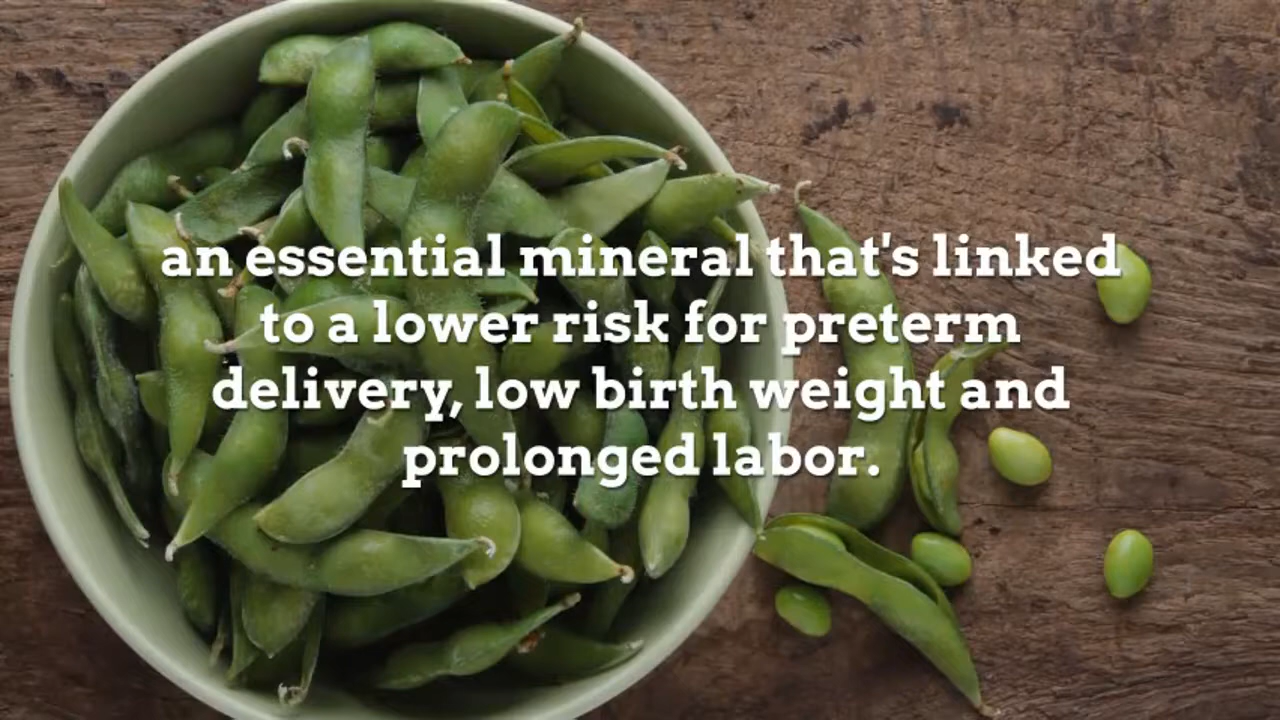 an essential mineral that's linked
to a lower risk for preterm
delivery, low birth weight and
prolonged labor.